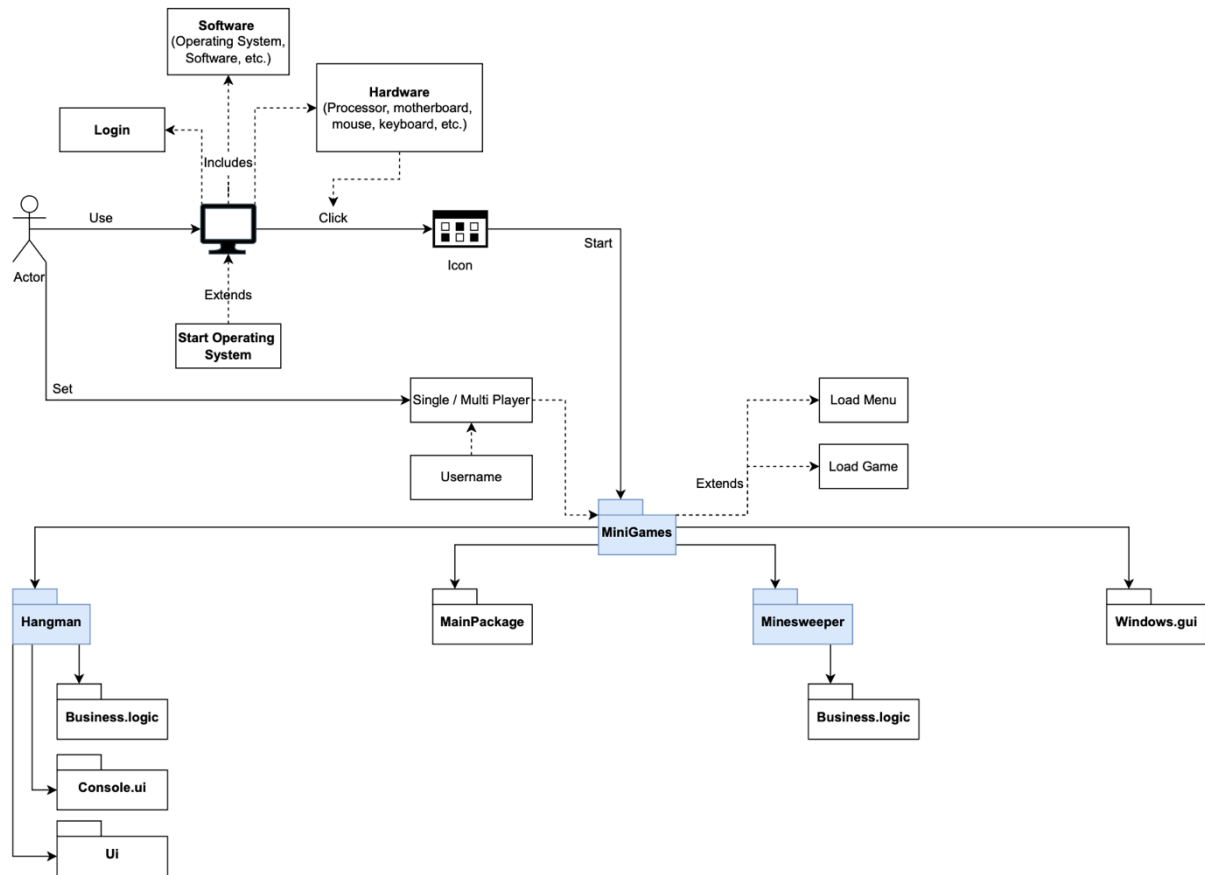 Software
(Operating System,
Software, etc.)
Hardware
(Processor, motherboard,
mouse, keyboard, etc.)
Login
Includes
Use
Click
Start
Actor
Icon
Extends
Start Operating
System
Set
Single / Multi Player
Load Menu
Username
Load Game
Extends
MiniGames
Hangman
MainPackage
Minesweeper
Windows.gui
Business.logic
Business.logic
Console.ui
Ui